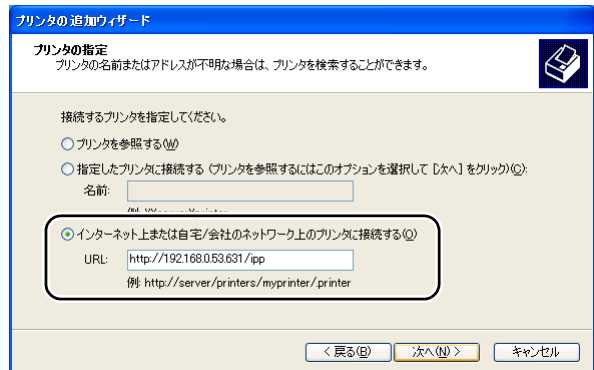 プリンタの追加ウィザード
プリンタの指定
プリンタの名前またはアドレスが不明な場合は、プリンタを検索することができます。
接続するプリンタを指定してください。
プリンタを参照する(W)
指定したプリンタに接続する (プリンタを参照するにはこのオプションを選択して [次へ] をクリック)(C):
名前:
インターネット上または自宅/会社のネットワーク上のプリンタに接続する(O)
URL: http://192.168.0.53.631/ipp
例: http://server/printers/myprinter/.printer
< 戻る(B) 次へ(N) > キャンセル